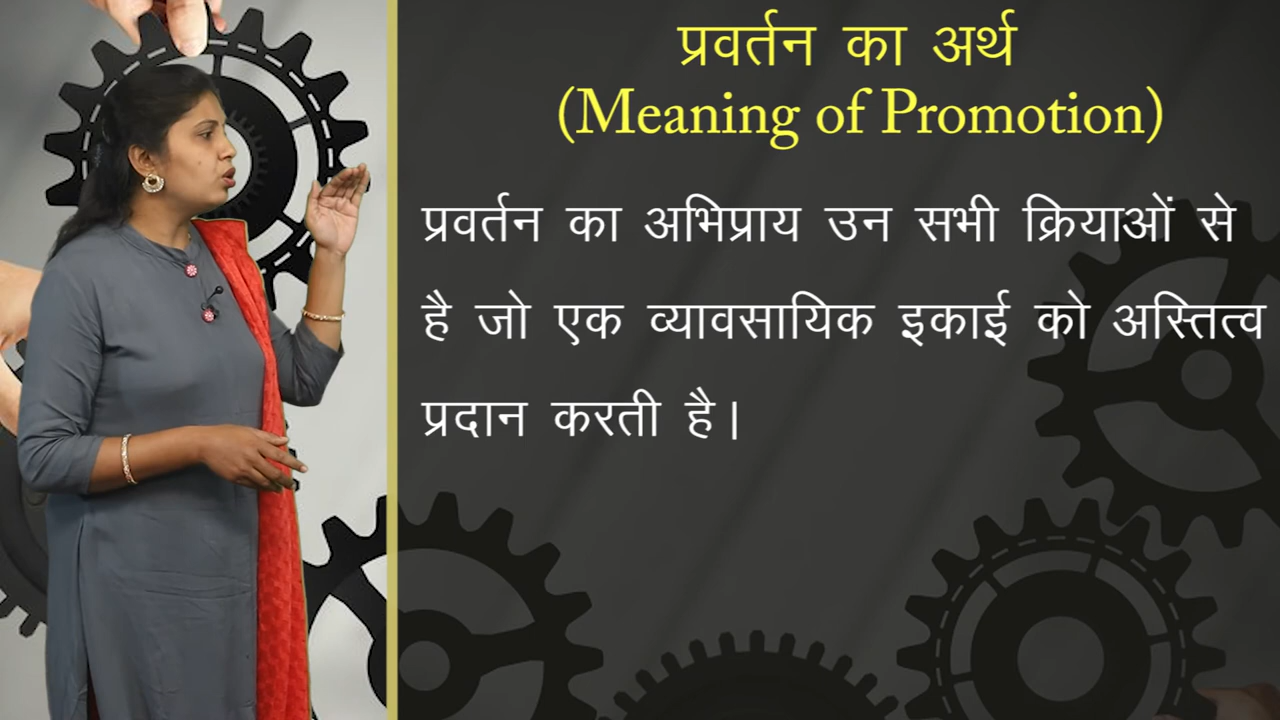 प्रवर्तन का अर्थ
(Meaning of Promotion)
प्रवर्तन का अभिप्राय उन सभी क्रियाओं से
है जो एक व्यावसायिक इकाई को अस्तित्व
प्रदान करती है।